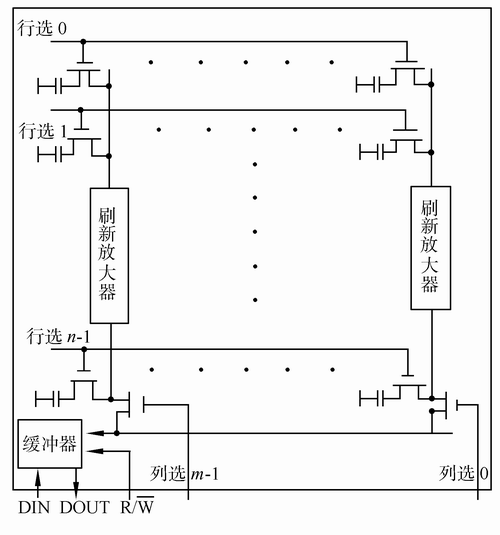 行选 0
行选 1
刷新放大器
刷新放大器
行选 n-1
缓冲器
列选 m-1
列选 0
DIN DOUT R/W̅